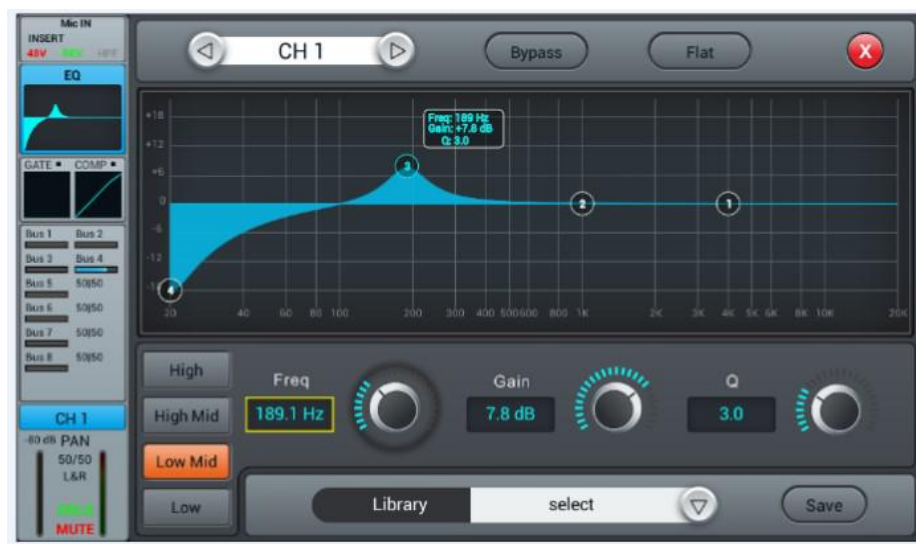 Mic IN
INSERT
48V REV HPF
EQ
GATE COMP
Bus 1 Bus 2
Bus 3 Bus 4
Bus 5 50|50
Bus 6 50|50
Bus 7 50|50
Bus 8 50|50
CH 1
-80 dB PAN
50/50
L&R
MUTE
CH 1
Bypass
Flat
X
+18
+12
+6
0
-6
-12
Freq: 189 Hz
Gain: +7.8 dB
Q: 3.0
3
2
1
4
20 40 60 80 100 200 300 400 500 600 800 1K 2K 3K 4K 5K 6K 8K 10K 20K
High
High Mid
Low Mid
Low
Freq
189.1 Hz
Gain
7.8 dB
Q
3.0
Library
select
Save